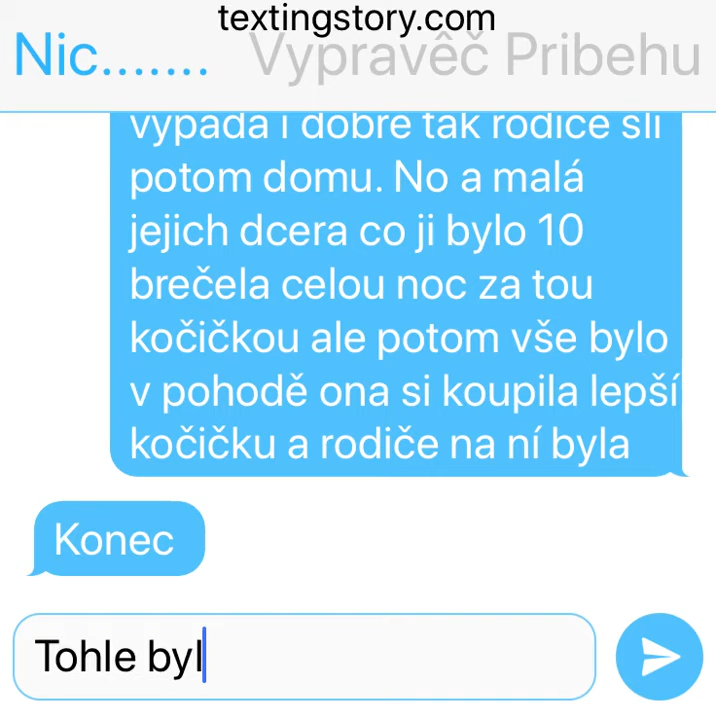 textingstory.com
Nic....... Vypravěč Pribehu
vypadá i dobře tak rodiče šli
potom domu. No a malá
jejich dcera co ji bylo 10
brečela celou noc za tou
kočičkou ale potom vše bylo
v pohodě ona si koupila lepší
kočičku a rodiče na ní byla
Konec
Tohle byl